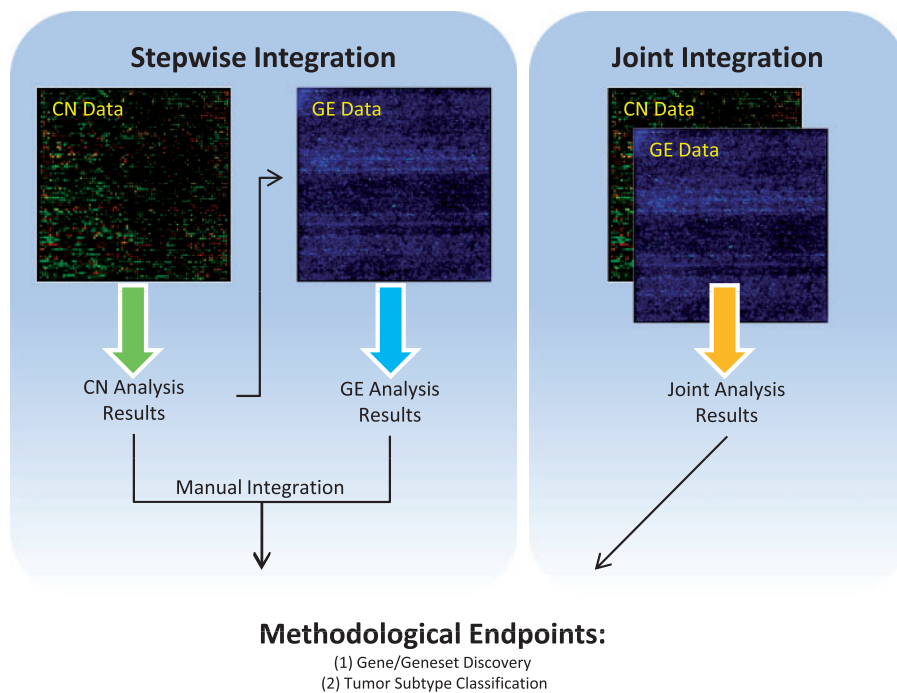 Stepwise Integration
CN Data
GE Data
CN Analysis
Results
GE Analysis
Results
Manual Integration
Joint Integration
CN Data
GE Data
Joint Analysis
Results
Methodological Endpoints:
(1) Gene/Geneset Discovery
(2) Tumor Subtype Classification